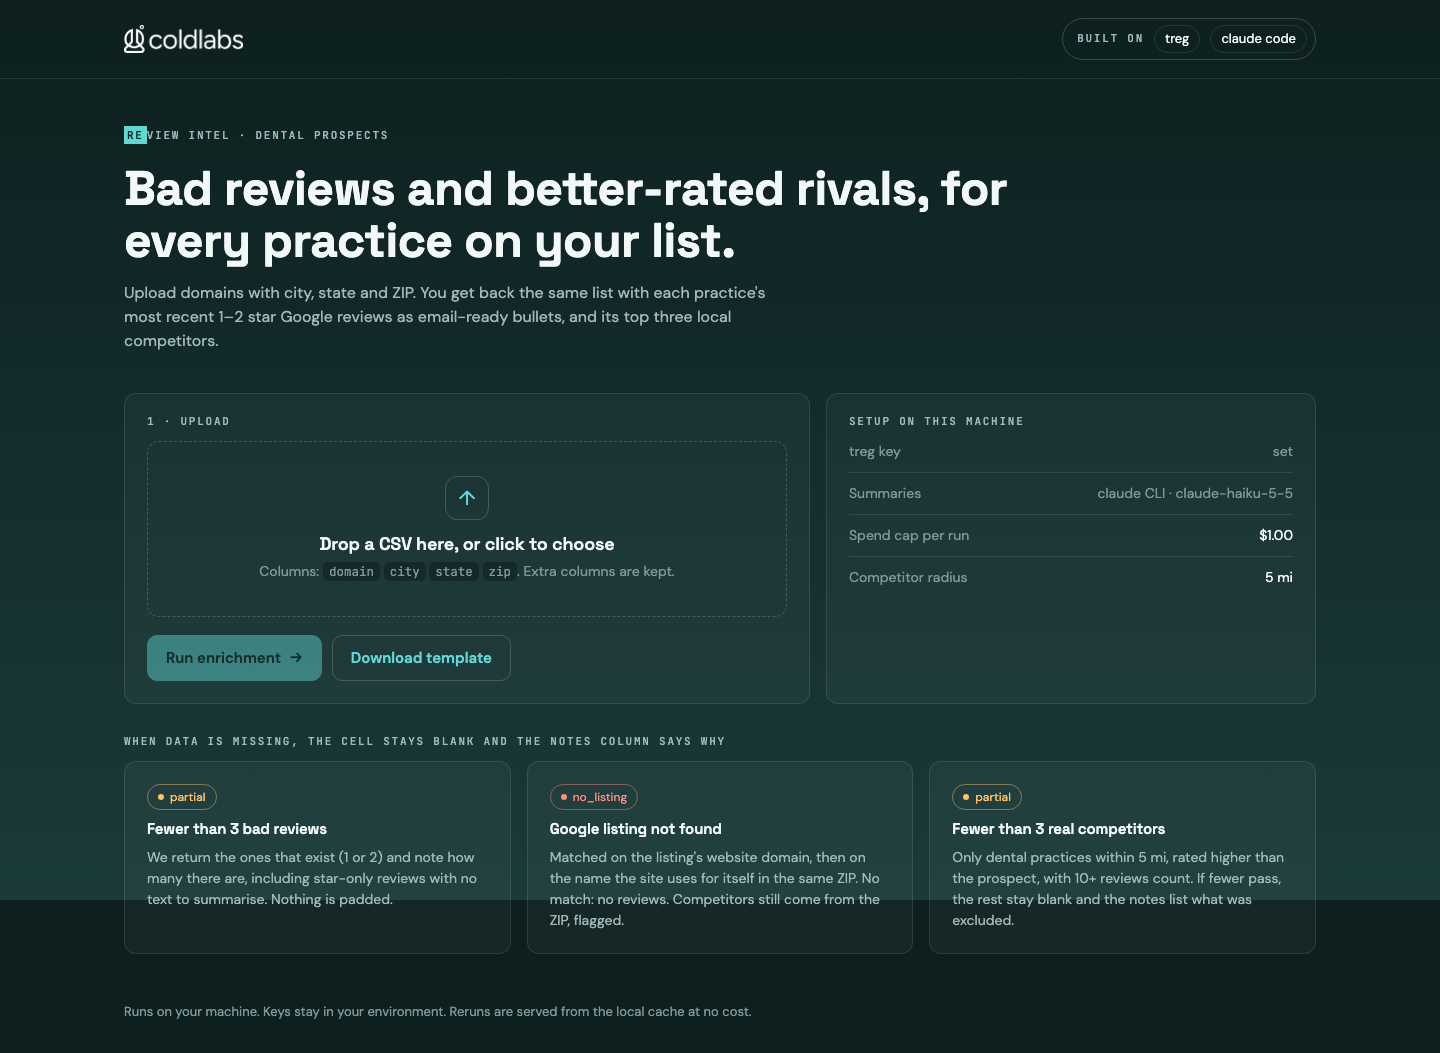 coldlabs
BUILT ON treg claude code
REVIEW INTEL · DENTAL PROSPECTS
Bad reviews and better-rated rivals, for
every practice on your list.
Upload domains with city, state and ZIP. You get back the same list with each practice's
most recent 1–2 star Google reviews as email-ready bullets, and its top three local
competitors.
1 · UPLOAD
Drop a CSV here, or click to choose
Columns: domain city state zip. Extra columns are kept.
Run enrichment →
Download template
SETUP ON THIS MACHINE
treg key set
Summaries claude CLI · claude-haiku-5-5
Spend cap per run $1.00
Competitor radius 5 mi
WHEN DATA IS MISSING, THE CELL STAYS BLANK AND THE NOTES COLUMN SAYS WHY
partial
Fewer than 3 bad reviews
We return the ones that exist (1 or 2) and note how
many there are, including star-only reviews with no
text to summarise. Nothing is padded.
no_listing
Google listing not found
Matched on the listing's website domain, then on
the name the site uses for itself in the same ZIP. No
match: no reviews. Competitors still come from the
ZIP, flagged.
partial
Fewer than 3 real competitors
Only dental practices within 5 mi, rated higher than
the prospect, with 10+ reviews count. If fewer pass,
the rest stay blank and the notes list what was
excluded.
Runs on your machine. Keys stay in your environment. Reruns are served from the local cache at no cost.